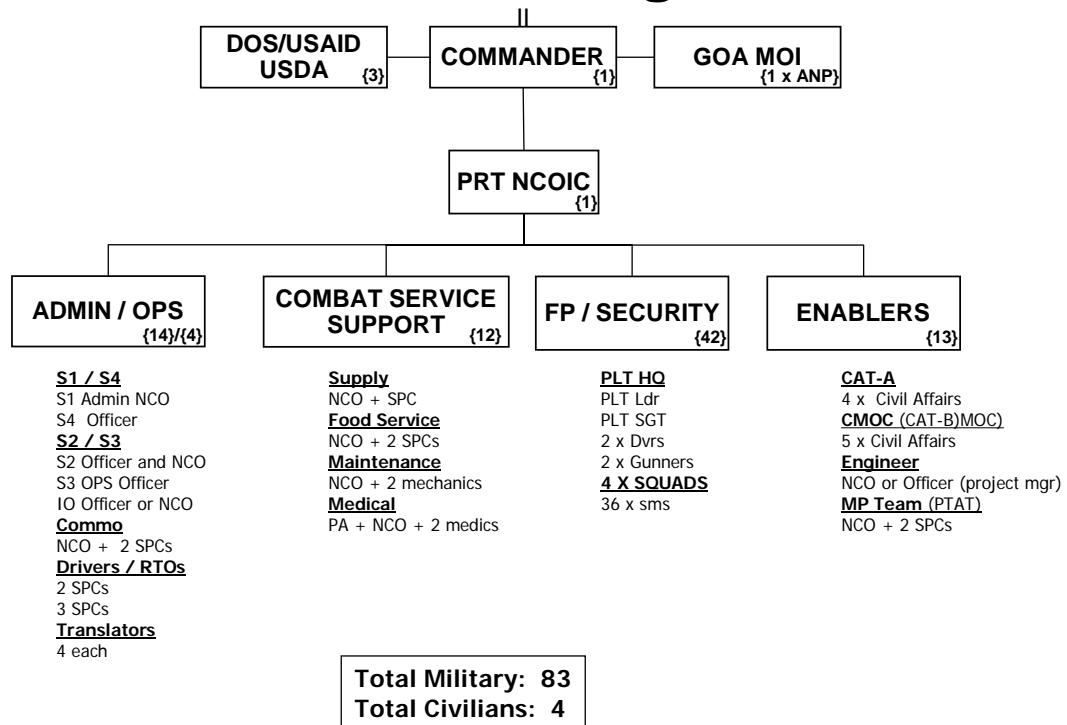 DOS/USAID
USDA
{3}
COMMANDER
{1}
GOA MOI
{1 x ANP}
PRT NCOIC
{1}
ADMIN / OPS
{14}/{4}
COMBAT SERVICE
SUPPORT
{12}
FP / SECURITY
{42}
ENABLERS
{13}
S1 / S4
S1 Admin NCO
S4 Officer
S2 / S3
S2 Officer and NCO
S3 OPS Officer
IO Officer or NCO
Commo
NCO + 2 SPCs
Drivers / RTOs
2 SPCs
3 SPCs
Translators
4 each
Supply
NCO + SPC
Food Service
NCO + 2 SPCs
Maintenance
NCO + 2 mechanics
Medical
PA + NCO + 2 medics
PLT HQ
PLT Ldr
PLT SGT
2 x Dvrs
2 x Gunners
4 X SQUADS
36 x sms
CAT-A
4 x Civil Affairs
CMOC (CAT-B)MOC)
5 x Civil Affairs
Engineer
NCO or Officer (project mgr)
MP Team (PTAT)
NCO + 2 SPCs
Total Military: 83
Total Civilians: 4